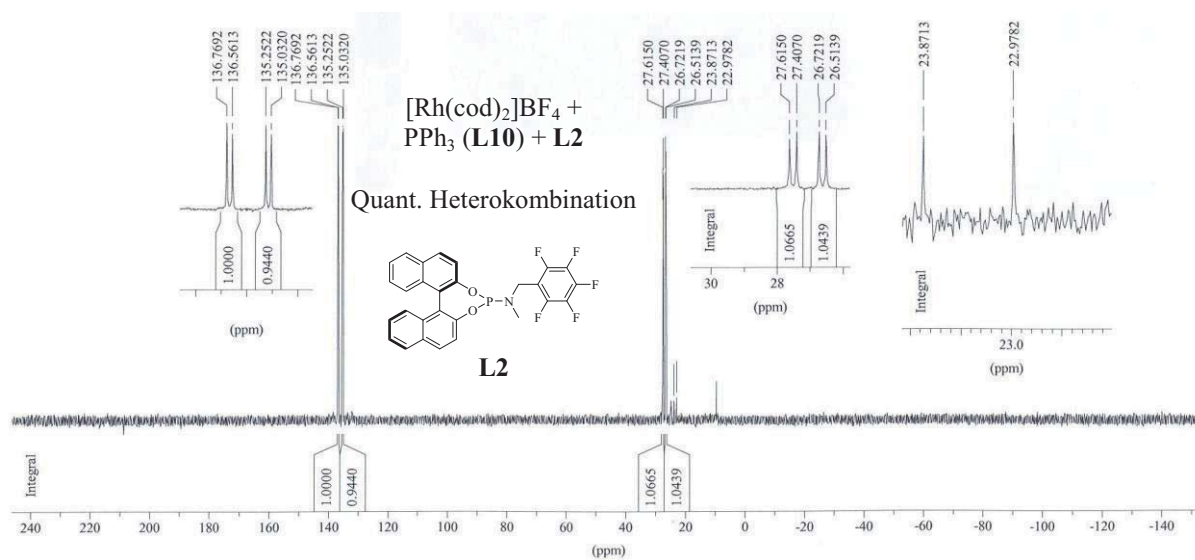 136.7692
136.5613
135.2522
135.0320
136.7692
136.5613
135.2522
135.0320
27.6150
27.4070
26.7219
26.5139
23.8713
22.9782
27.6150
27.4070
26.7219
26.5139
23.8713
22.9782
[Rh(cod)2]BF4 +
PPh3 (L10) + L2
Quant. Heterokombination
1.0000
0.9440
(ppm)
F
F
F
F
F
O
O
P
N
L2
Integral
1.0665
1.0439
30
28
(ppm)
Integral
23.0
(ppm)
Integral
1.0000
0.9440
1.0665
1.0439
240
220
200
180
160
140
120
100
80
60
40
20
0
-20
-40
-60
-80
-100
-120
-140
(ppm)